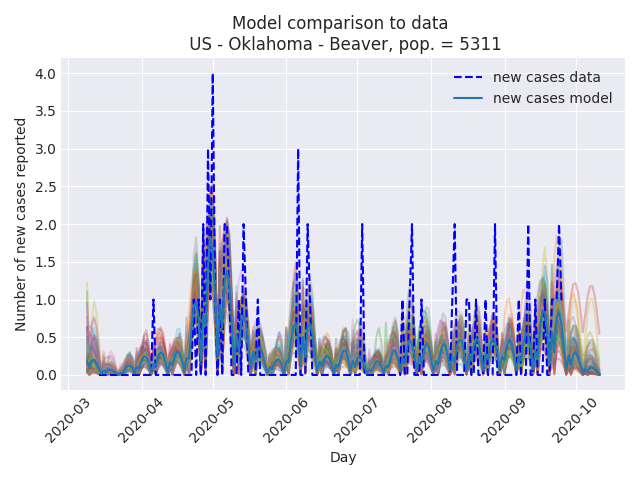 Model comparison to data
US - Oklahoma - Beaver, pop. = 5311
new cases data
new cases model
Number of new cases reported
4.0
3.5
3.0
2.5
2.0
1.5
1.0
0.5
0.0
2020-03
2020-04
2020-05
2020-06
2020-07
2020-08
2020-09
2020-10
Day